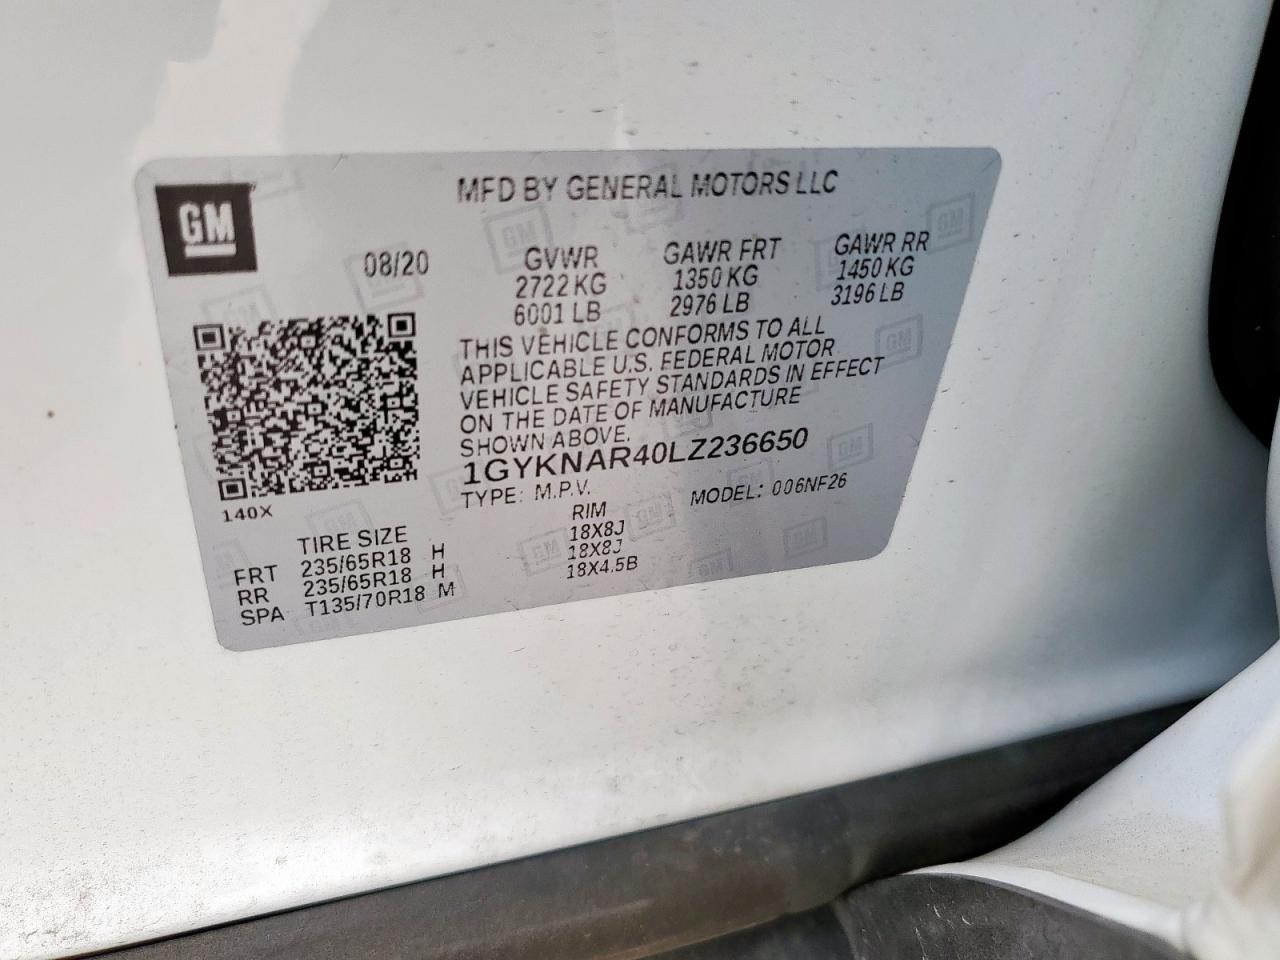 GM
MFD BY GENERAL MOTORS LLC
08/20
GVWR GAWR FRT GAWR RR
2722 KG 1350 KG 1450 KG
6001 LB 2976 LB 3196 LB
THIS VEHICLE CONFORMS TO ALL
APPLICABLE U.S. FEDERAL MOTOR
VEHICLE SAFETY STANDARDS IN EFFECT
ON THE DATE OF MANUFACTURE
SHOWN ABOVE.
1GYKNAR40LZ236650
TYPE: M.P.V. MODEL: 006NF26
140X
TIRE SIZE RIM
FRT 235/65R18 H 18X8J
RR 235/65R18 H 18X8J
SPA T135/70R18 M 18X4.5B